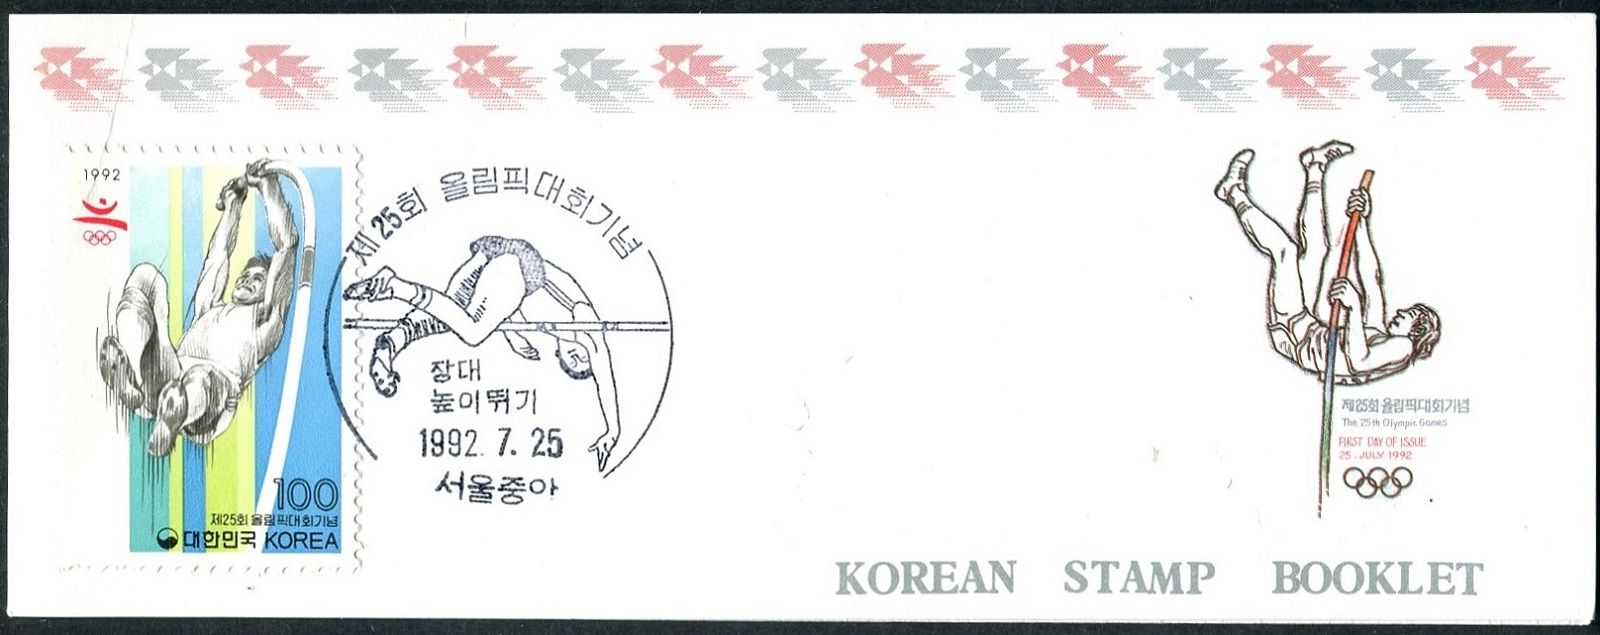 1992
100
제25회 올림픽대회기념
대한민국 KOREA
제25회 올림픽대회기념
장대
높이뛰기
1992. 7. 25
서울중아
제25회 올림픽대회기념
The 25th Olympic Games
FIRST DAY OF ISSUE
25. JULY 1992
KOREAN STAMP BOOKLET